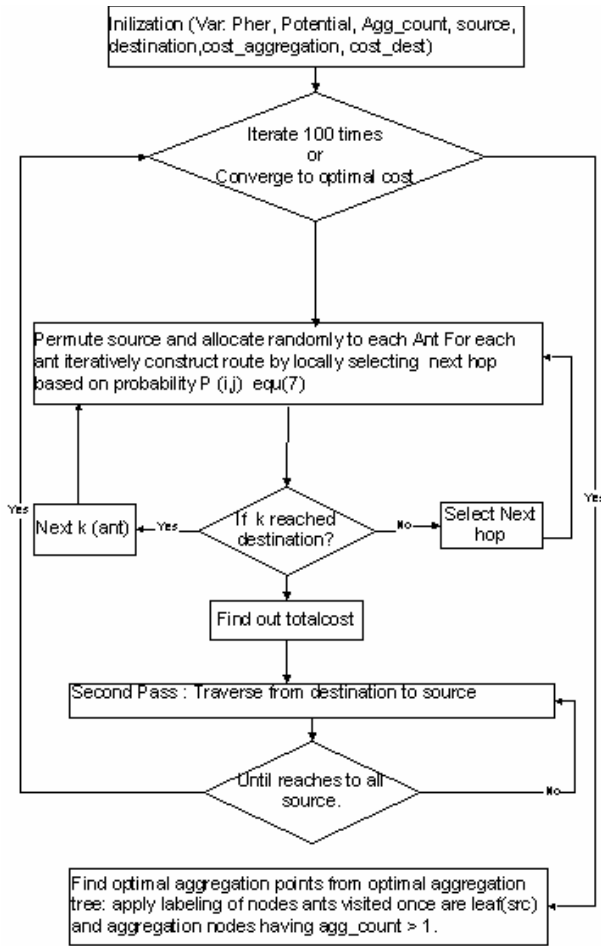 Inilization (Var: Pher, Potential, Agg_count, source,
destination,cost_aggregation, cost_dest)
Iterate 100 times
or
Converge to optimal cost
Permute source and allocate randomly to each Ant For each
ant iteratively construct route by locally selecting next hop
based on probability P (i,j) equ(7)
Yes
Next k (ant)
Yes
If k reached
destination?
No
Select Next
hop
Yes
Find out totalcost
Second Pass : Traverse from destination to source
Until reaches to all
source.
No
Find optimal aggregation points from optimal aggregation
tree: apply labeling of nodes ants visited once are leaf(src)
and aggregation nodes having agg_count > 1.